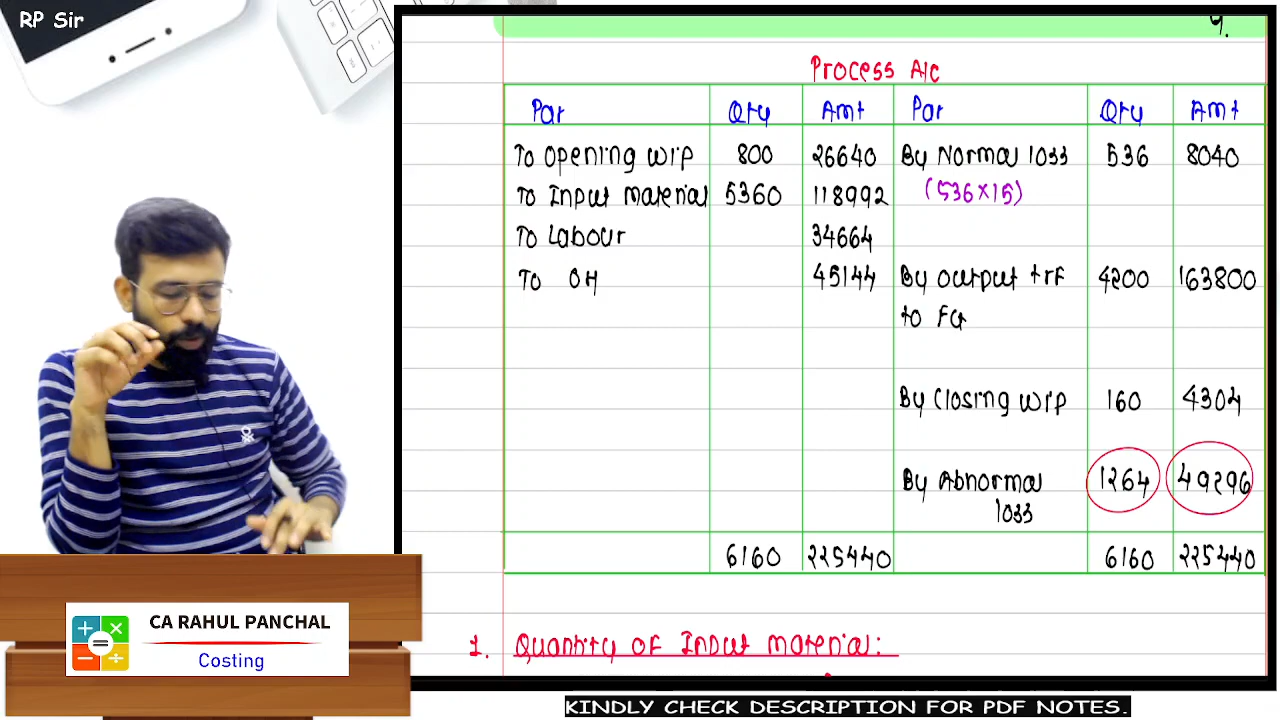 RP Sir
9.
Process A/c
Par Qty Amt Par Qty Amt
To Opening WIP 800 26640 By Normal loss 536 8040
To Input Material 5360 118992 (536×15)
To Labour 34664
To OH 45144 By Output trf 4200 163800
to FG
By Closing WIP 160 4304
By Abnormal 1264 49296
loss
6160 225440 6160 225440
CA RAHUL PANCHAL
Costing
1. Quantity of Input Material:
KINDLY CHECK DESCRIPTION FOR PDF NOTES.